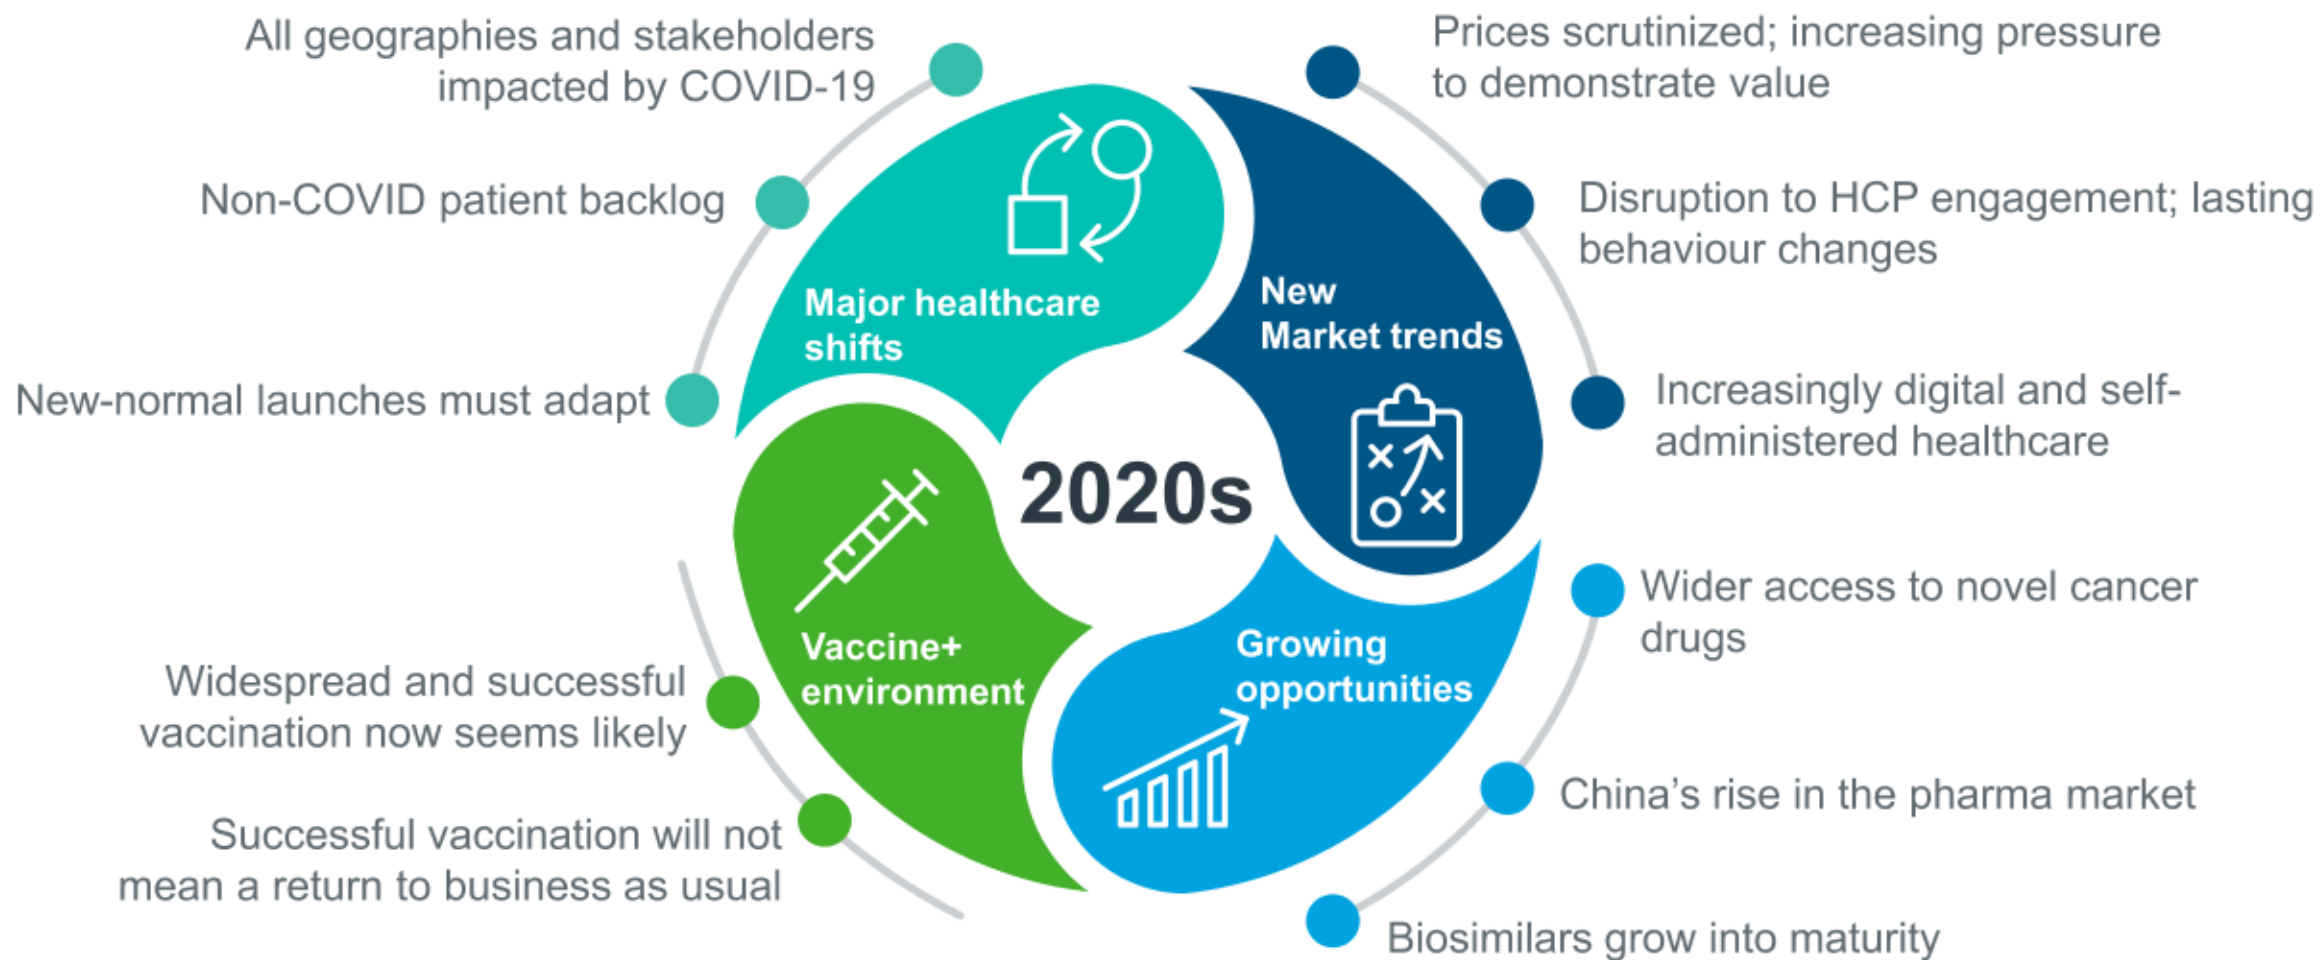 All geographies and stakeholders
impacted by COVID-19
Non-COVID patient backlog
New-normal launches must adapt
Major healthcare
shifts
Prices scrutinized; increasing pressure
to demonstrate value
Disruption to HCP engagement; lasting
behaviour changes
Increasingly digital and self-
administered healthcare
New
Market trends
2020s
Vaccine+
environment
Widespread and successful
vaccination now seems likely
Successful vaccination will not
mean a return to business as usual
Growing
opportunities
Wider access to novel cancer
drugs
China’s rise in the pharma market
Biosimilars grow into maturity